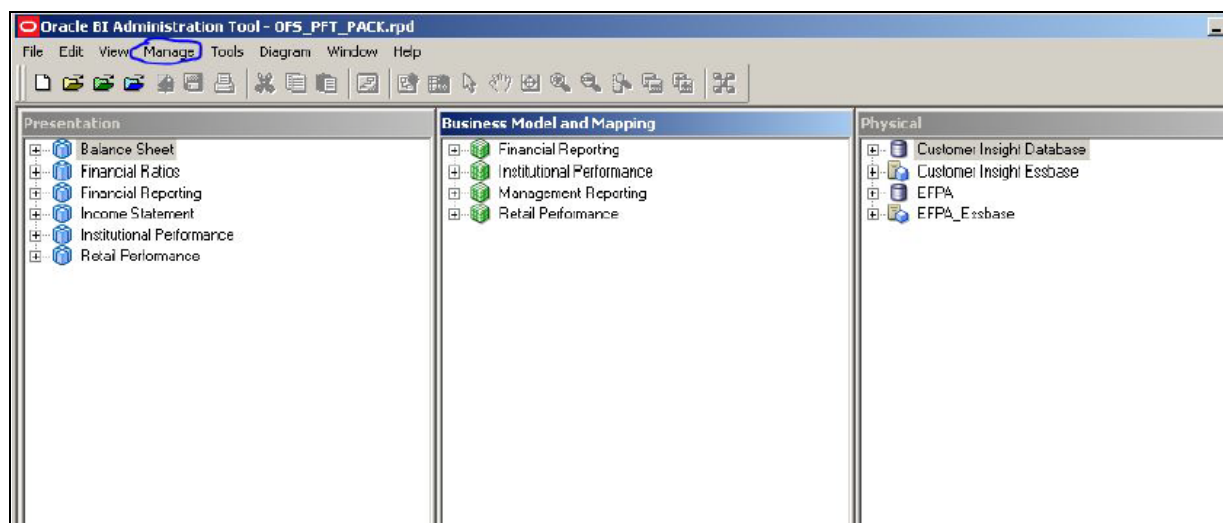 Oracle BI Administration Tool - OFS_PFT_PACK.rpd
File Edit View Manage Tools Diagram Window Help
Presentation
Balance Sheet
Financial Ratios
Financial Reporting
Income Statement
Institutional Performance
Retail Performance
Business Model and Mapping
Financial Reporting
Institutional Performance
Management Reporting
Retail Performance
Physical
Customer Insight Database
Customer Insight Essbase
EFPA
EFPA_Essbase